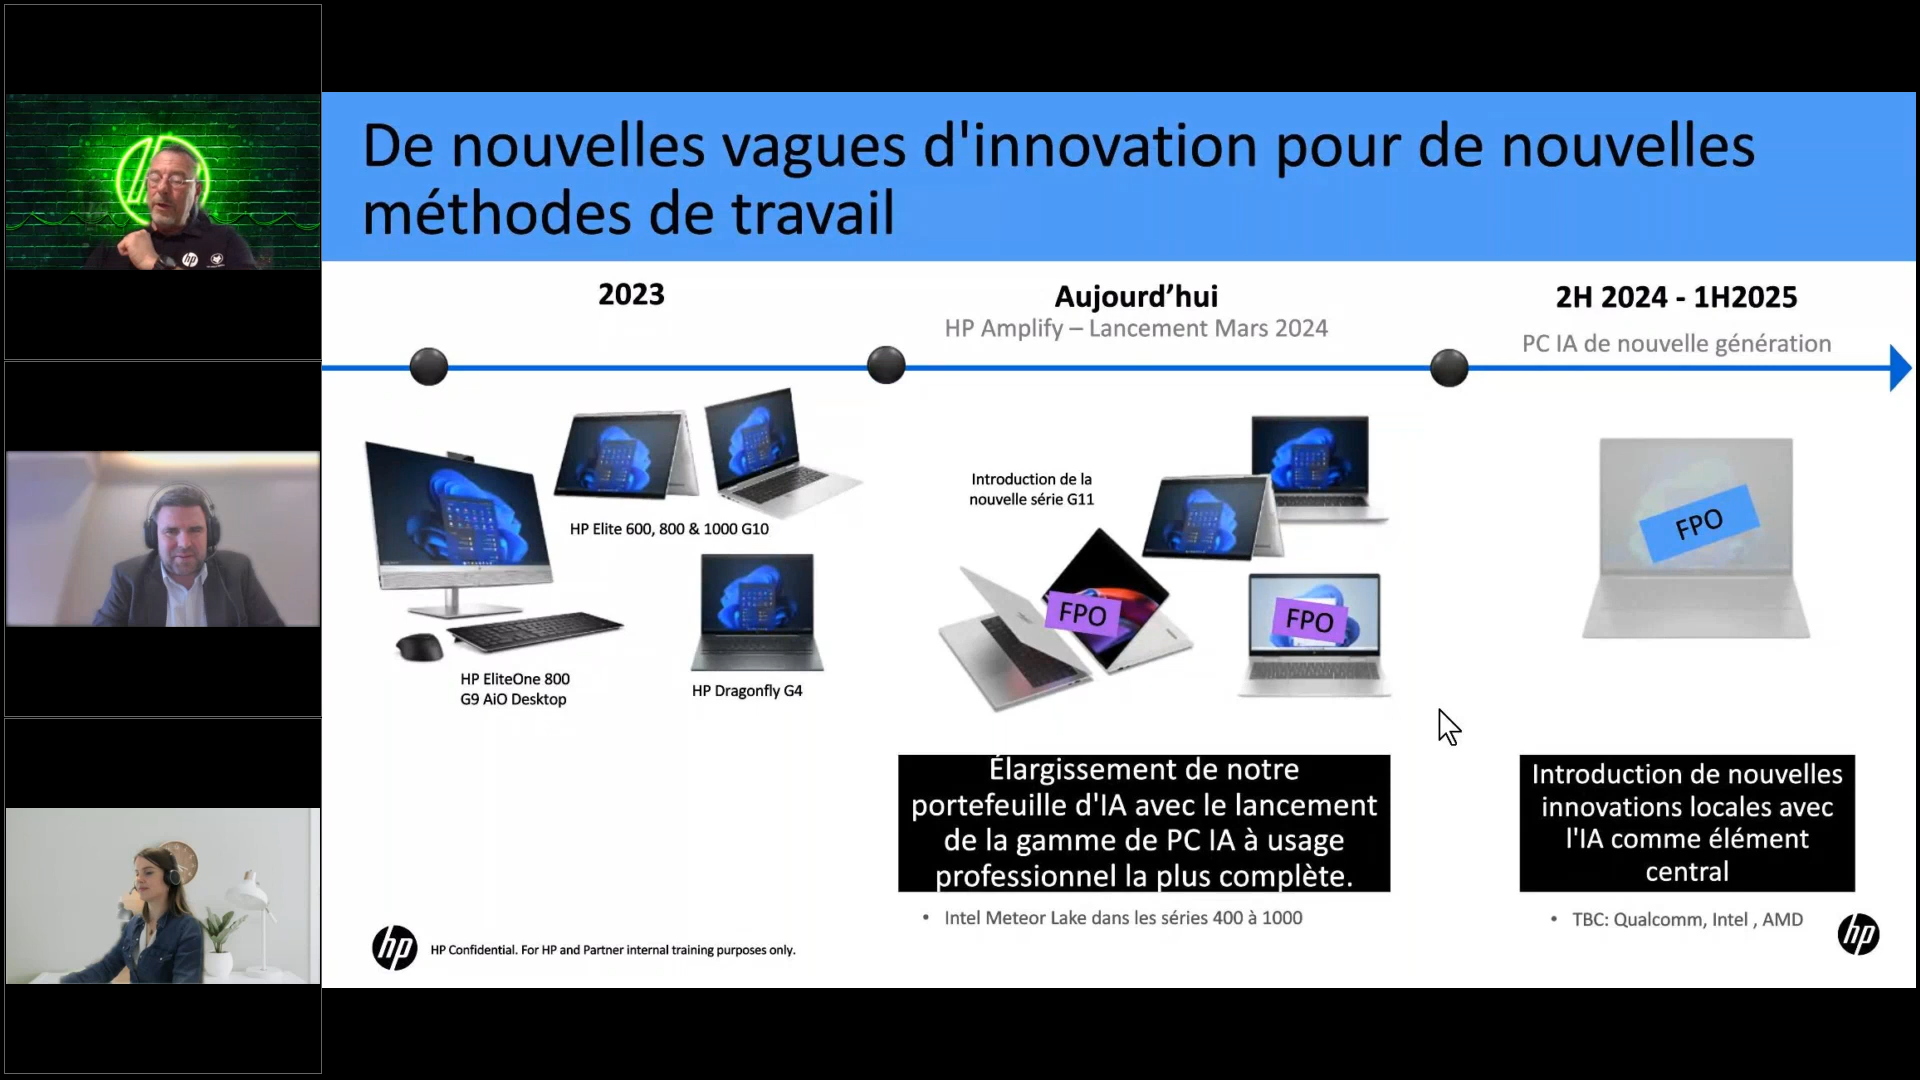 De nouvelles vagues d'innovation pour de nouvelles
méthodes de travail
2023
Aujourd’hui
HP Amplify – Lancement Mars 2024
2H 2024 - 1H2025
PC IA de nouvelle génération
HP Elite 600, 800 & 1000 G10
HP EliteOne 800
G9 AiO Desktop
HP Dragonfly G4
Introduction de la
nouvelle série G11
FPO
FPO
FPO
Élargissement de notre
portefeuille d'IA avec le lancement
de la gamme de PC IA à usage
professionnel la plus complète.
• Intel Meteor Lake dans les séries 400 à 1000
Introduction de nouvelles
innovations locales avec
l'IA comme élément
central
• TBC: Qualcomm, Intel , AMD
hp
HP Confidential. For HP and Partner internal training purposes only.
hp
hp